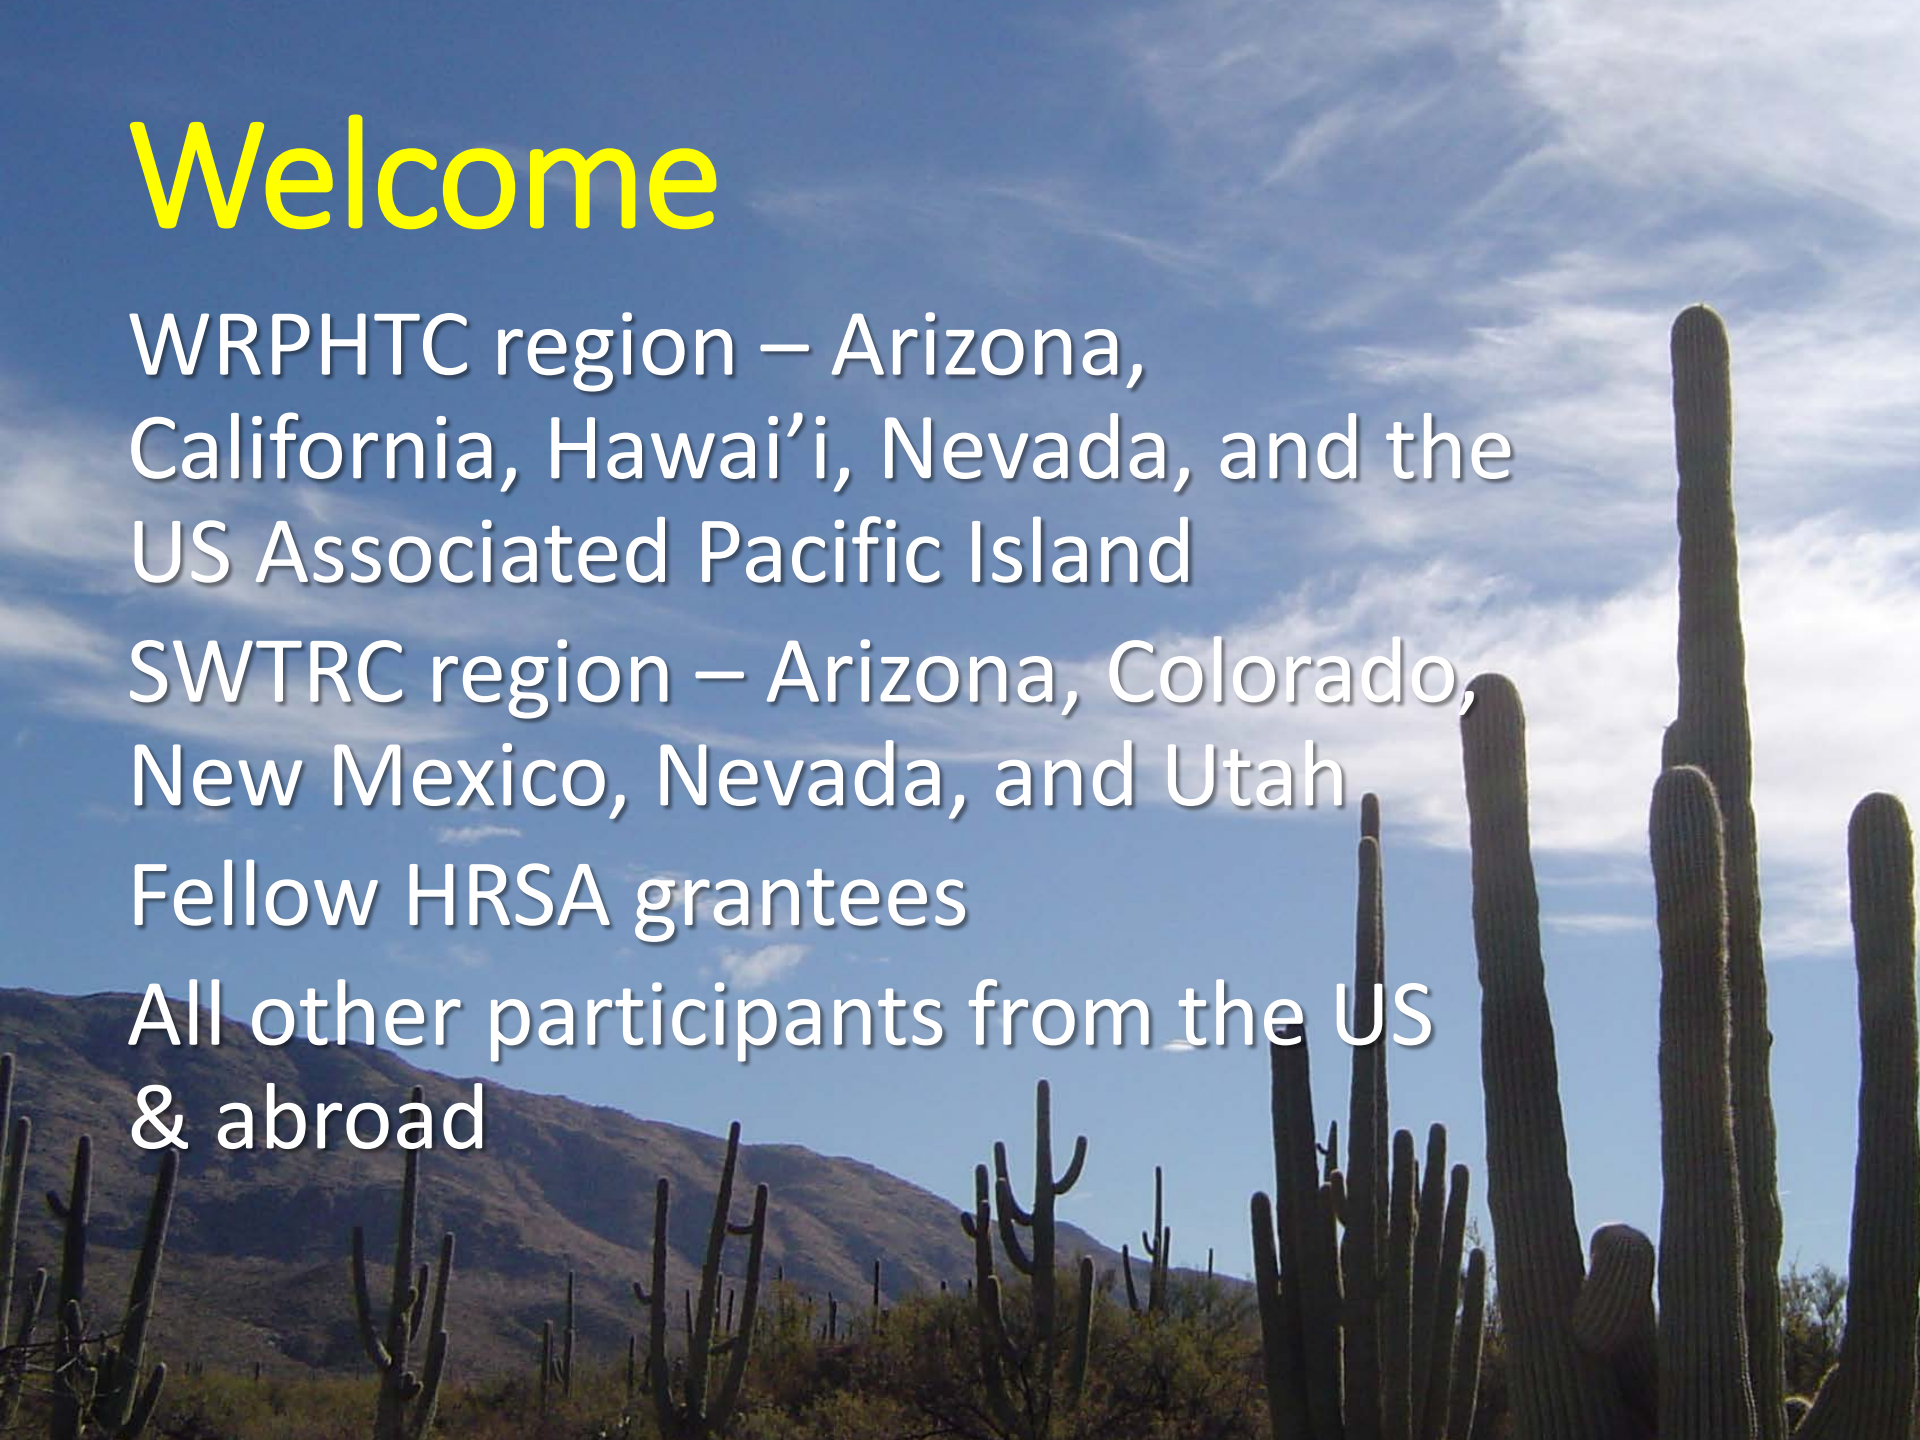 Welcome
WRPHTC region – Arizona,
California, Hawai’i, Nevada, and the
US Associated Pacific Island
SWTRC region – Arizona, Colorado,
New Mexico, Nevada, and Utah
Fellow HRSA grantees
All other participants from the US
& abroad